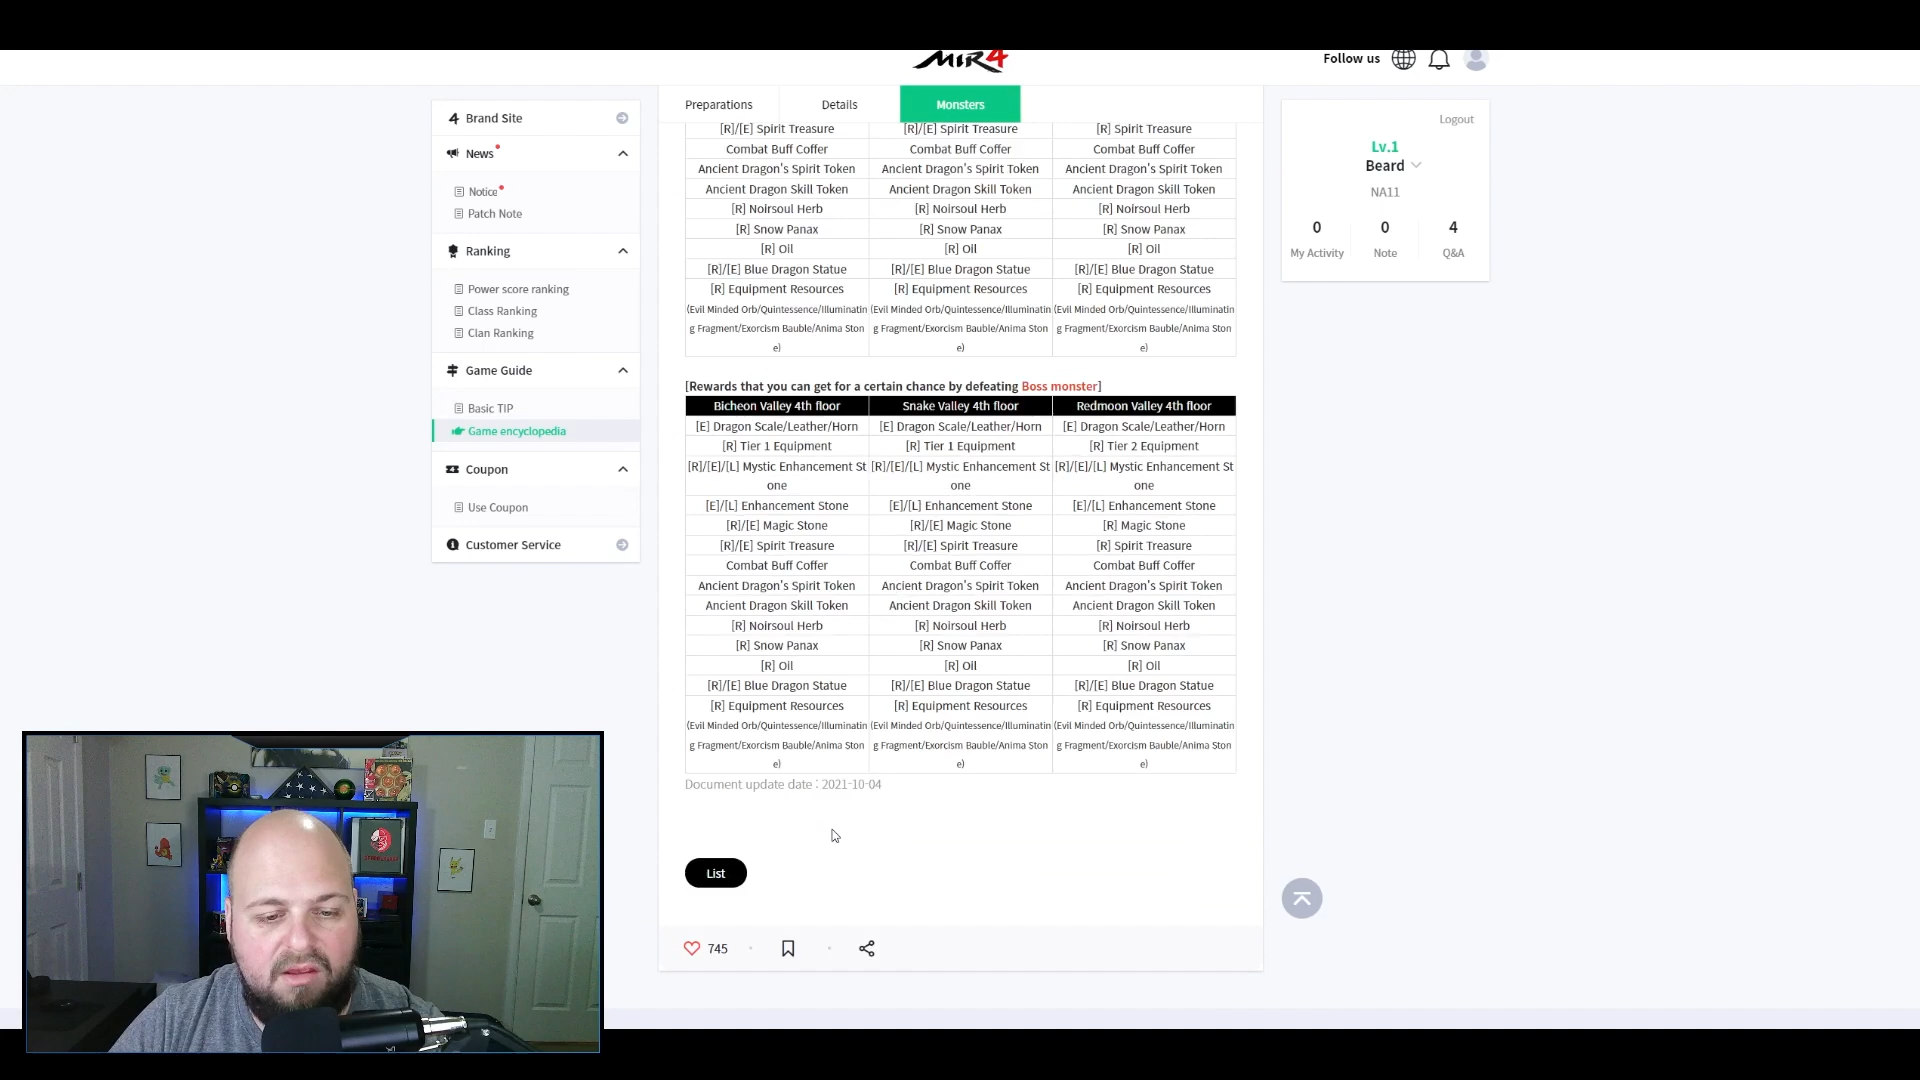 MIR4
Follow us
Preparations Details Monsters
Brand Site
News
Notice
Patch Note
Ranking
Power score ranking
Class Ranking
Clan Ranking
Game Guide
Basic TIP
Game encyclopedia
Coupon
Use Coupon
Customer Service
[R]/[E] Spirit Treasure [R]/[E] Spirit Treasure [R] Spirit Treasure
Combat Buff Coffer Combat Buff Coffer Combat Buff Coffer
Ancient Dragon's Spirit Token Ancient Dragon's Spirit Token Ancient Dragon's Spirit Token
Ancient Dragon Skill Token Ancient Dragon Skill Token Ancient Dragon Skill Token
[R] Noirsoul Herb [R] Noirsoul Herb [R] Noirsoul Herb
[R] Snow Panax [R] Snow Panax [R] Snow Panax
[R] Oil [R] Oil [R] Oil
[R]/[E] Blue Dragon Statue [R]/[E] Blue Dragon Statue [R]/[E] Blue Dragon Statue
[R] Equipment Resources [R] Equipment Resources [R] Equipment Resources
(Evil Minded Orb/Quintessence/Illuminatin (Evil Minded Orb/Quintessence/Illuminatin (Evil Minded Orb/Quintessence/Illuminatin
g Fragment/Exorcism Bauble/Anima Ston g Fragment/Exorcism Bauble/Anima Ston g Fragment/Exorcism Bauble/Anima Ston
e) e) e)
[Rewards that you can get for a certain chance by defeating Boss monster]
Bicheon Valley 4th floor Snake Valley 4th floor Redmoon Valley 4th floor
[E] Dragon Scale/Leather/Horn [E] Dragon Scale/Leather/Horn [E] Dragon Scale/Leather/Horn
[R] Tier 1 Equipment [R] Tier 1 Equipment [R] Tier 2 Equipment
[R]/[E]/[L] Mystic Enhancement St [R]/[E]/[L] Mystic Enhancement St [R]/[E]/[L] Mystic Enhancement St
one one one
[E]/[L] Enhancement Stone [E]/[L] Enhancement Stone [E]/[L] Enhancement Stone
[R]/[E] Magic Stone [R]/[E] Magic Stone [R] Magic Stone
[R]/[E] Spirit Treasure [R]/[E] Spirit Treasure [R] Spirit Treasure
Combat Buff Coffer Combat Buff Coffer Combat Buff Coffer
Ancient Dragon's Spirit Token Ancient Dragon's Spirit Token Ancient Dragon's Spirit Token
Ancient Dragon Skill Token Ancient Dragon Skill Token Ancient Dragon Skill Token
[R] Noirsoul Herb [R] Noirsoul Herb [R] Noirsoul Herb
[R] Snow Panax [R] Snow Panax [R] Snow Panax
[R] Oil [R] Oil [R] Oil
[R]/[E] Blue Dragon Statue [R]/[E] Blue Dragon Statue [R]/[E] Blue Dragon Statue
[R] Equipment Resources [R] Equipment Resources [R] Equipment Resources
(Evil Minded Orb/Quintessence/Illuminatin (Evil Minded Orb/Quintessence/Illuminatin (Evil Minded Orb/Quintessence/Illuminatin
g Fragment/Exorcism Bauble/Anima Ston g Fragment/Exorcism Bauble/Anima Ston g Fragment/Exorcism Bauble/Anima Ston
e) e) e)
Document update date : 2021-10-04
List
745
Logout
Lv.1
Beard
NA11
0 0 4
My Activity Note Q&A